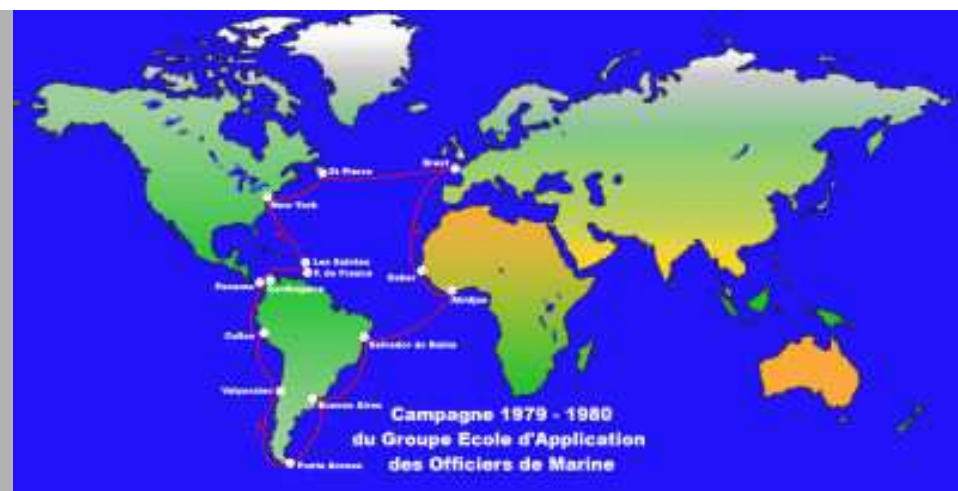 St Pierre
Brest
New York
Les Saintes
F. de France
Dakar
Panama
Carthagena
Abidjan
Callao
Salvador de Bahia
Valparaiso
Buenos Aires
Campagne 1979 - 1980
du Groupe Ecole d'Application
des Officiers de Marine
Punta Arenas